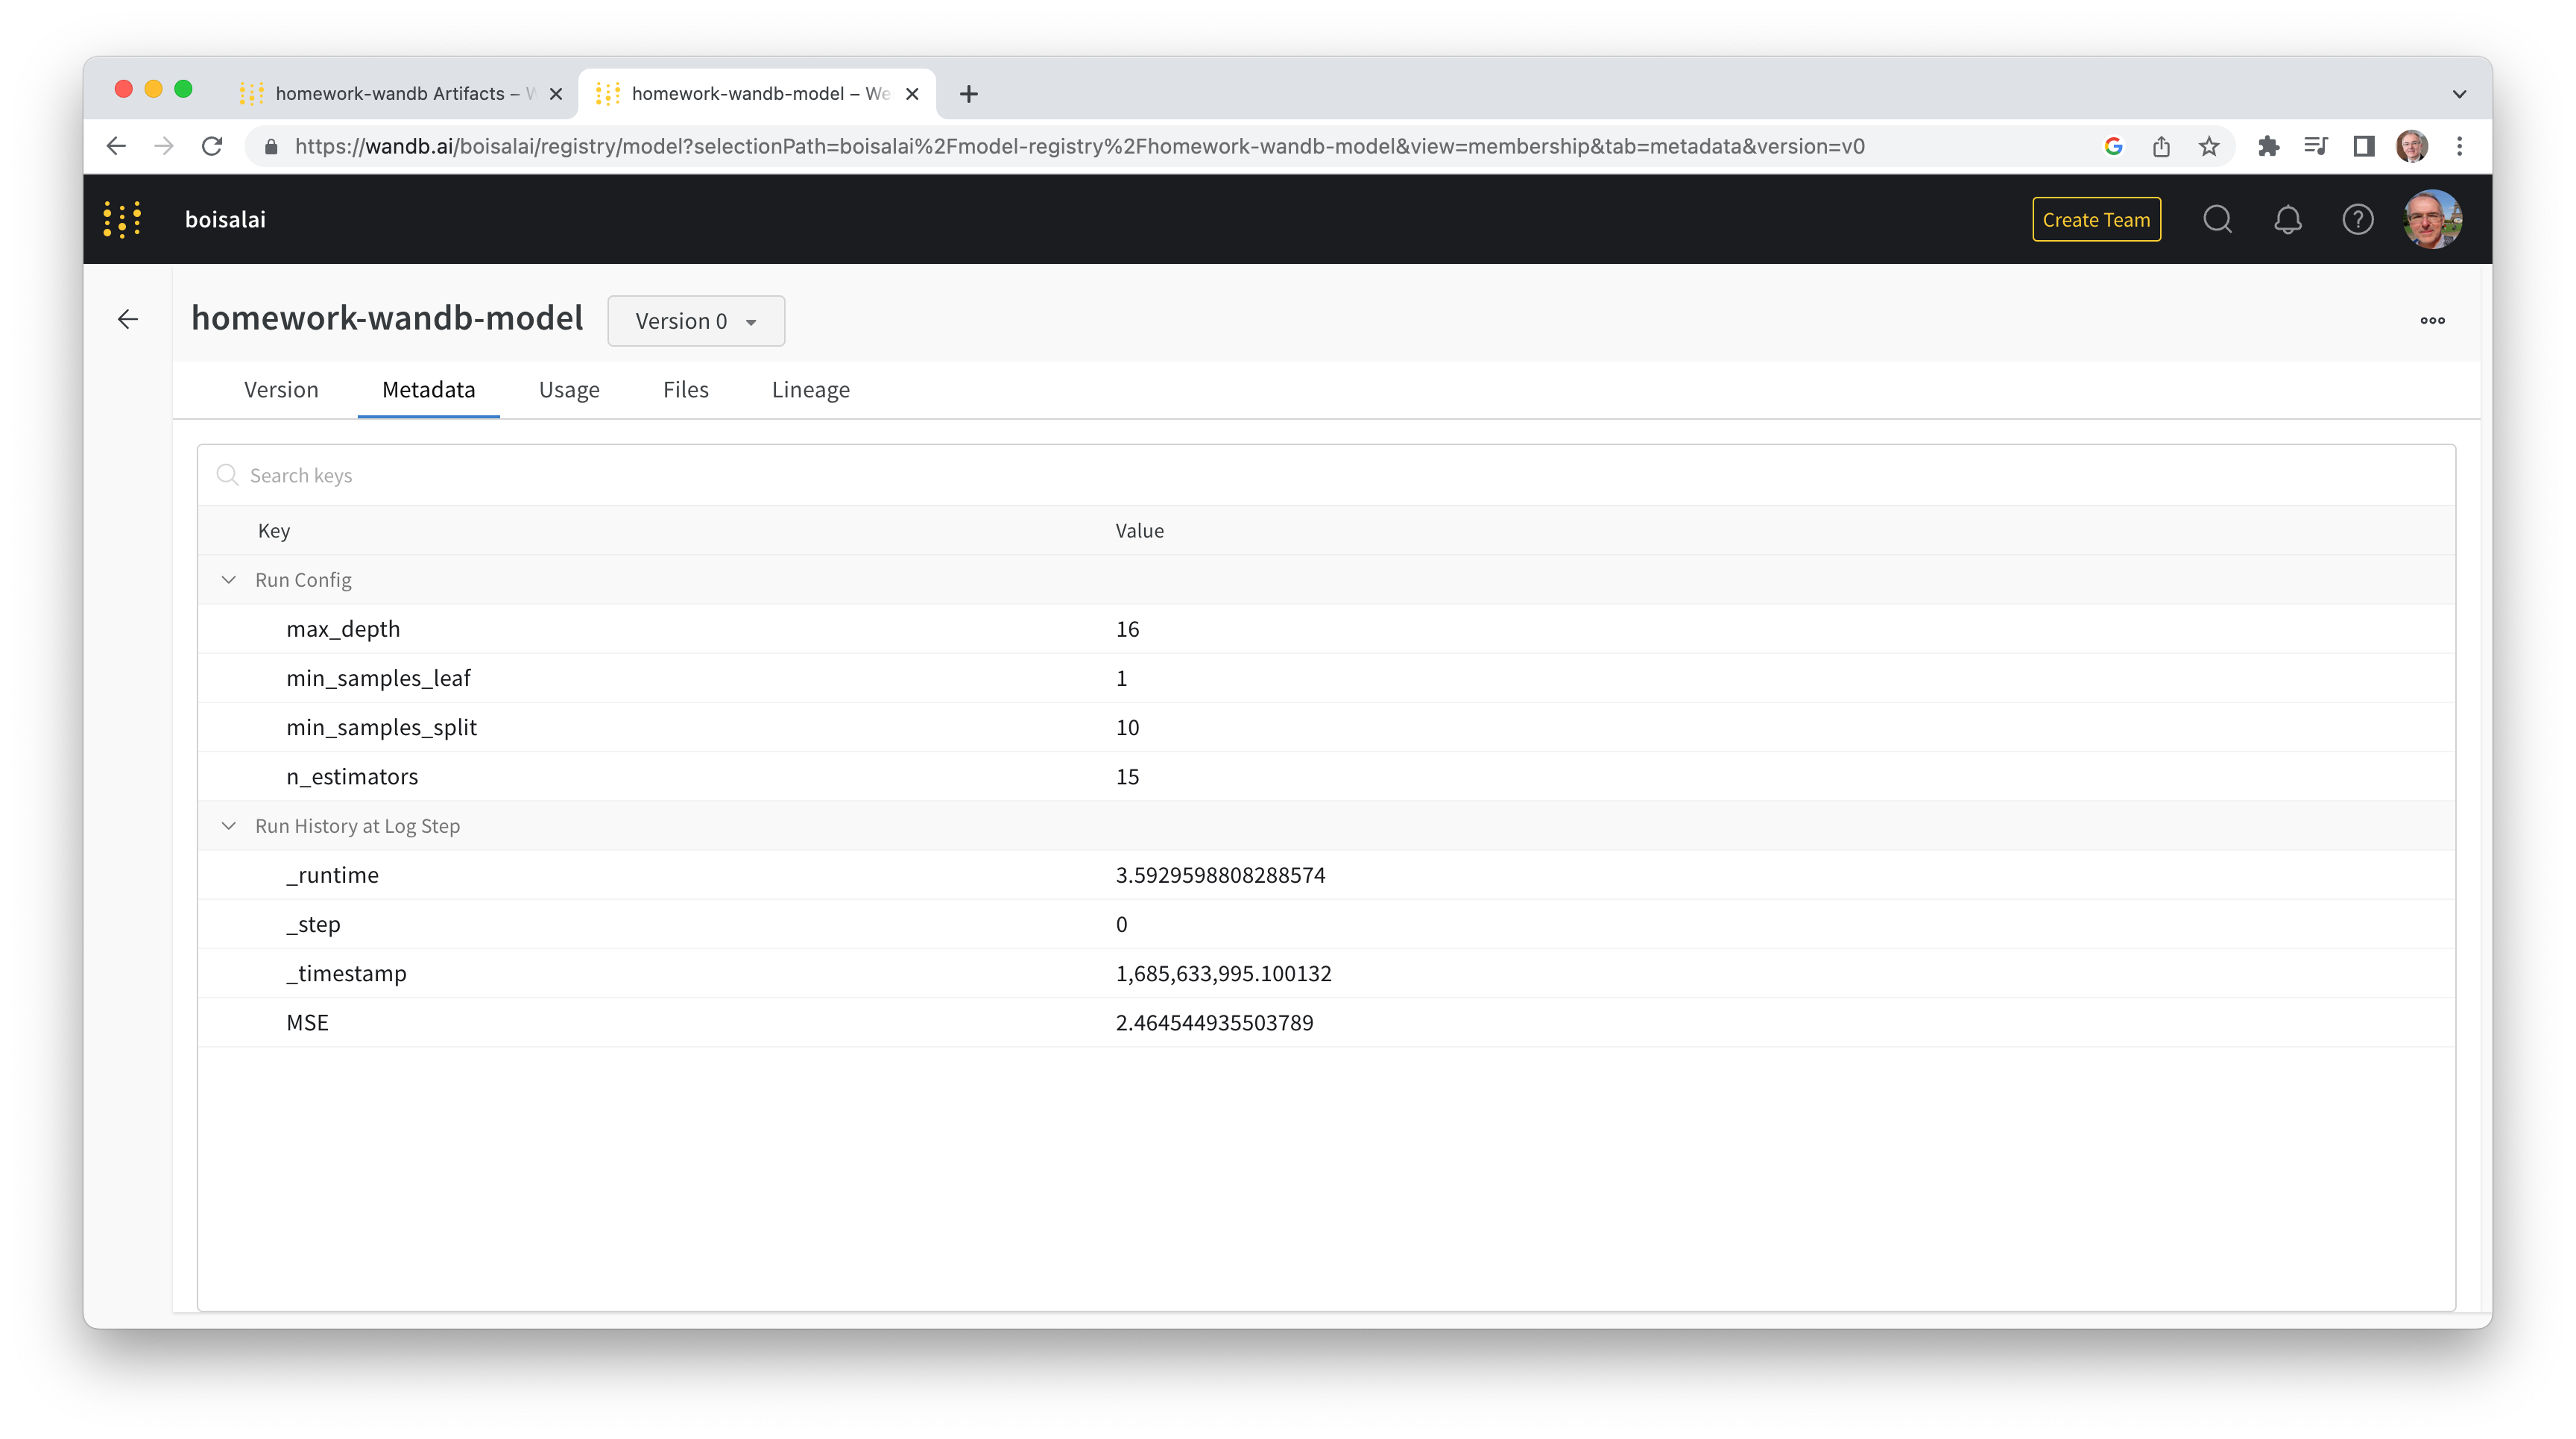 homework-wandb Artifacts –
homework-wandb-model – We
https://wandb.ai/boisalai/registry/model?selectionPath=boisalai%2Fmodel-registry%2Fhomework-wandb-model&view=membership&tab=metadata&version=v0
boisalai
Create Team
homework-wandb-model
Version 0
Version
Metadata
Usage
Files
Lineage
Search keys
Key Value
Run Config
max_depth 16
min_samples_leaf 1
min_samples_split 10
n_estimators 15
Run History at Log Step
_runtime 3.5929598808288574
_step 0
_timestamp 1,685,633,995.100132
MSE 2.464544935503789